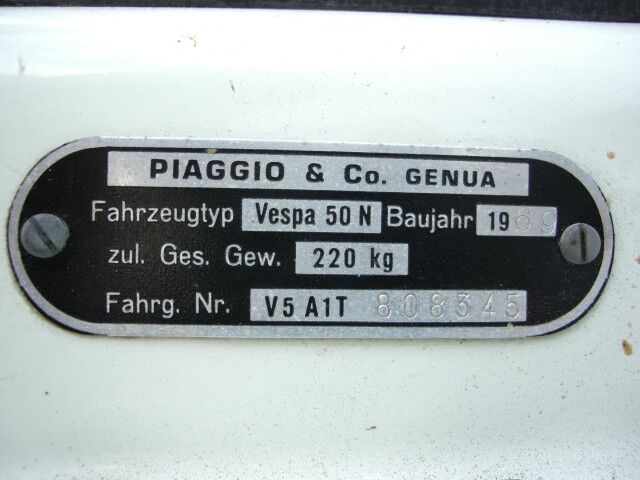 PIAGGIO & Co. GENUA
Fahrzeugtyp Vespa 50 N Baujahr 1969
zul. Ges. Gew. 220 kg
Fahrg. Nr. V5 A1T 808345